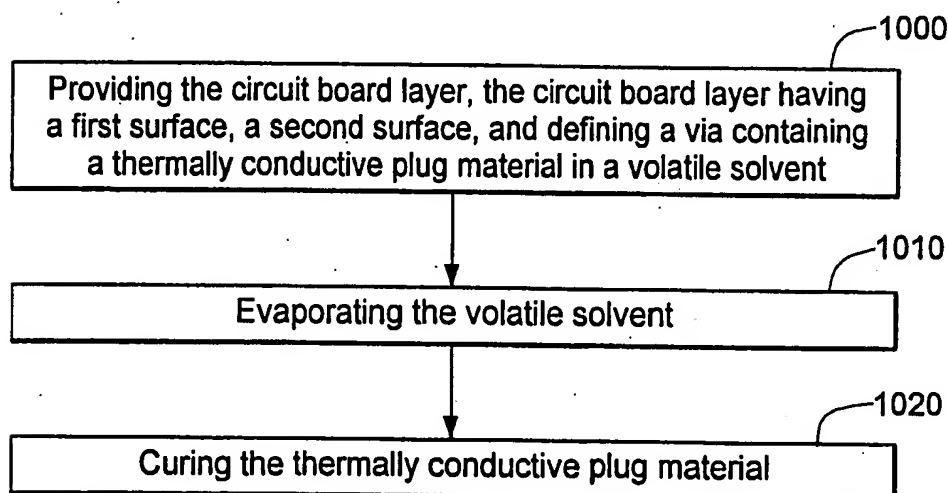 1000
Providing the circuit board layer, the circuit board layer having
a first surface, a second surface, and defining a via containing
a thermally conductive plug material in a volatile solvent
1010
Evaporating the volatile solvent
1020
Curing the thermally conductive plug material